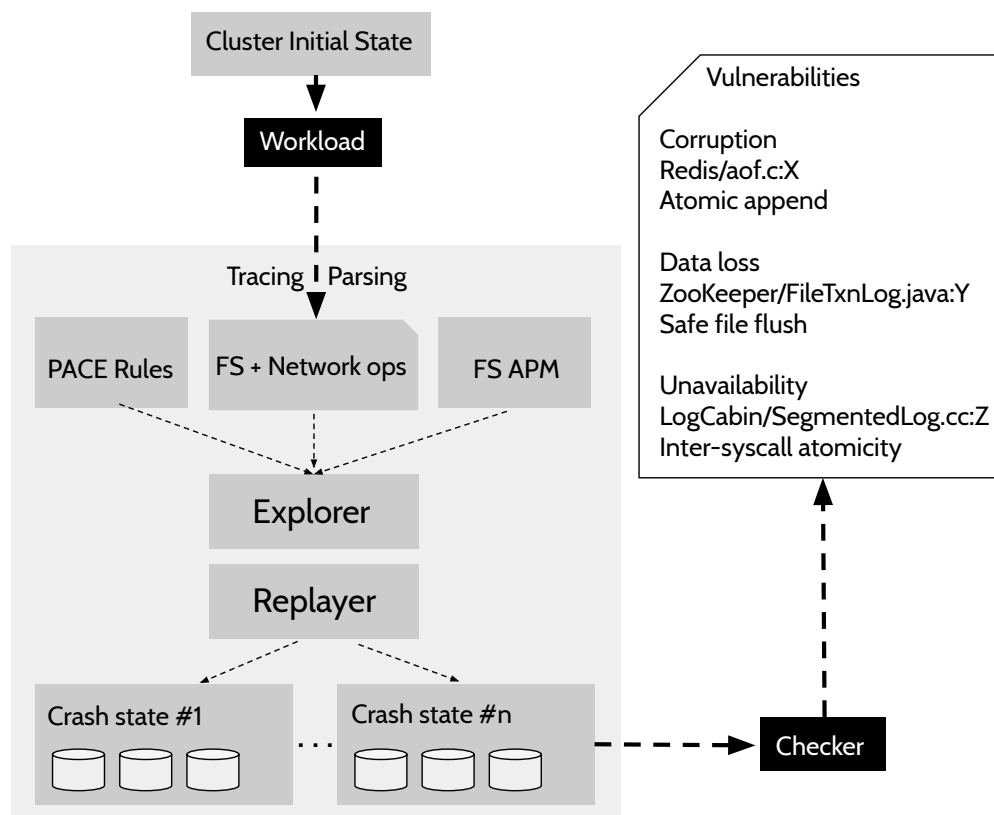 Cluster Initial State
Workload
Tracing Parsing
PACE Rules
FS + Network ops
FS APM
Explorer
Replayer
Crash state #1
...
Crash state #n
Checker
Vulnerabilities
Corruption
Redis/aof.c:X
Atomic append
Data loss
ZooKeeper/FileTxnLog.java:Y
Safe file flush
Unavailability
LogCabin/SegmentedLog.cc:Z
Inter-syscall atomicity